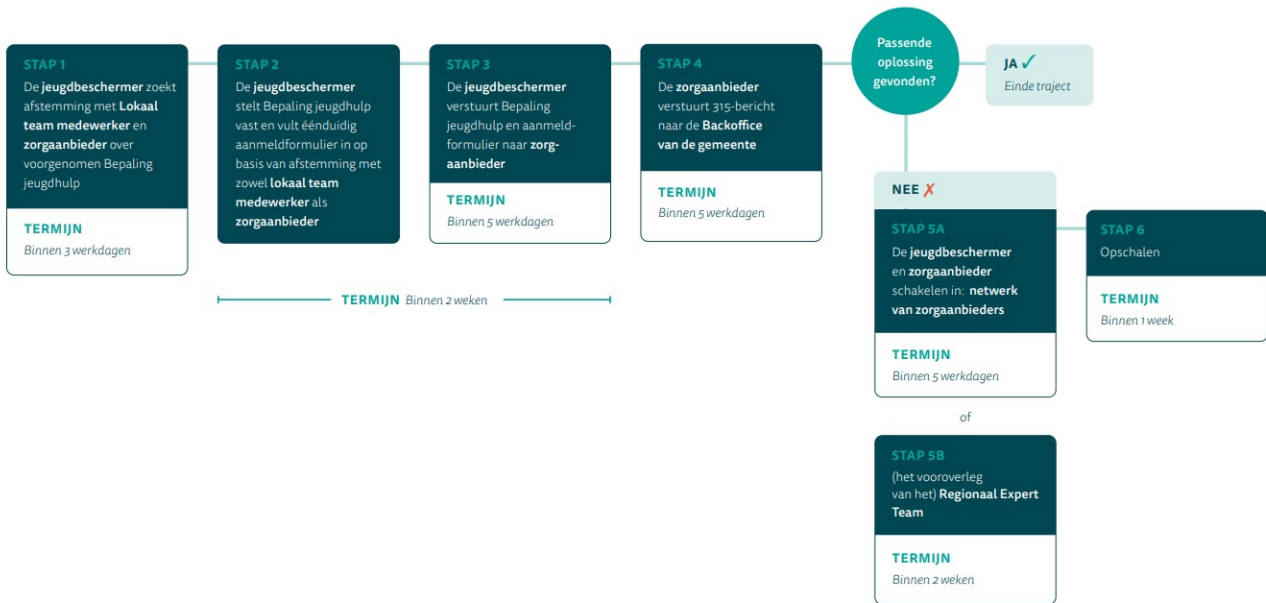 STAP 1
De jeugdbeschermer zoekt
afstemming met Lokaal
team medewerker en
zorgaanbieder over
voorgenomen Bepaling
jeugdhulp
TERMIJN
Binnen 3 werkdagen
STAP 2
De jeugdbeschermer
stelt Bepaling jeugdhulp
vast en vult éénduidig
aanmeldformulier in op
basis van afstemming met
zowel lokaal team
medewerker als
zorgaanbieder
STAP 3
De jeugdbeschermer
verstuurt Bepaling
jeugdhulp en aanmeld-
formulier naar zorg-
aanbieder
TERMIJN
Binnen 5 werkdagen
TERMIJN Binnen 2 weken
STAP 4
De zorgaanbieder
verstuurt 315-bericht
naar de Backoffice
van de gemeente
TERMIJN
Binnen 5 werkdagen
Passende
oplossing
gevonden?
JA ✓
Einde traject
NEE ✗
STAP 5A
De jeugdbeschermer
en zorgaanbieder
schakelen in: netwerk
van zorgaanbieders
TERMIJN
Binnen 5 werkdagen
of
STAP 5B
(het vooroverleg
van het) Regionaal Expert
Team
TERMIJN
Binnen 2 weken
STAP 6
Opschalen
TERMIJN
Binnen 1 week